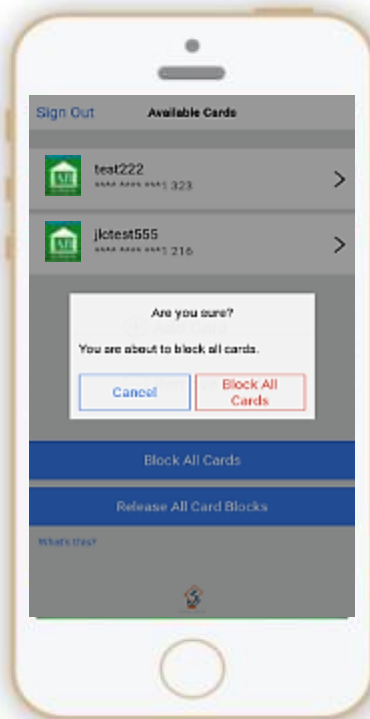 Sign Out
Available Cards
test222
**** **** ***1 323
jktest555
**** **** ***1 216
Are you sure?
You are about to block all cards.
Cancel
Block All
Cards
Block All Cards
Release All Card Blocks
What's this?